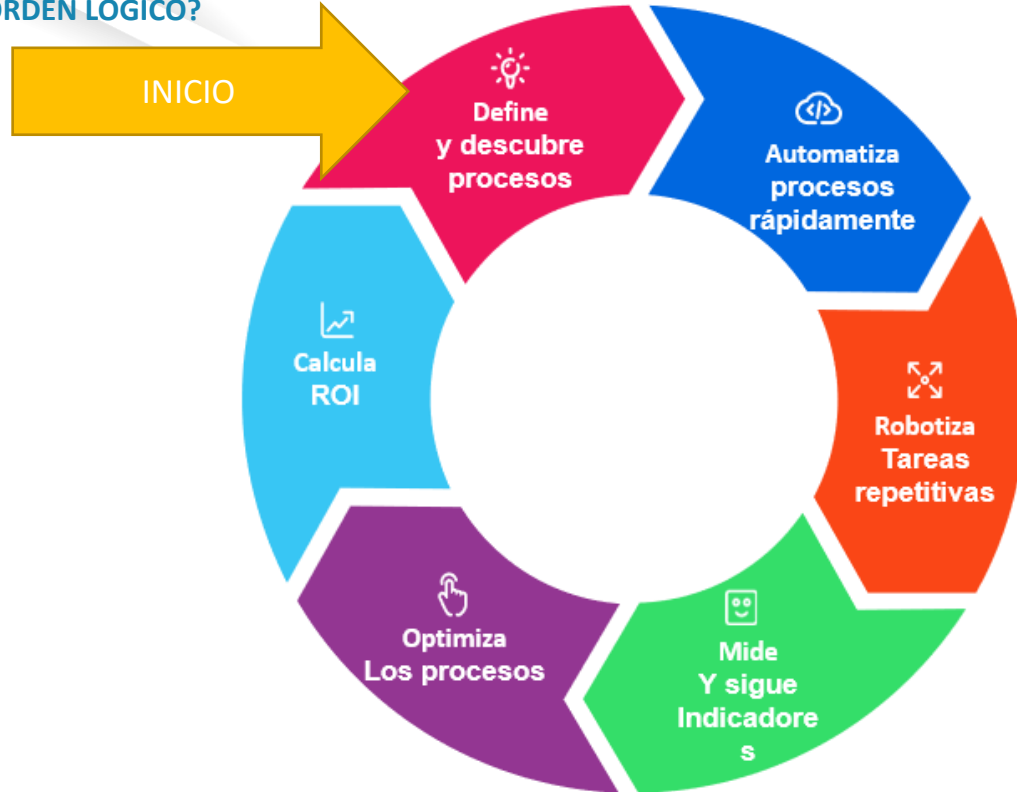 ORDEN LOGICO?
INICIO
Define
y descubre
procesos
Automatiza
procesos
rápidamente
Robotiza
Tareas
repetitivas
Mide
Y sigue
Indicadore
s
Optimiza
Los procesos
Calcula
ROI